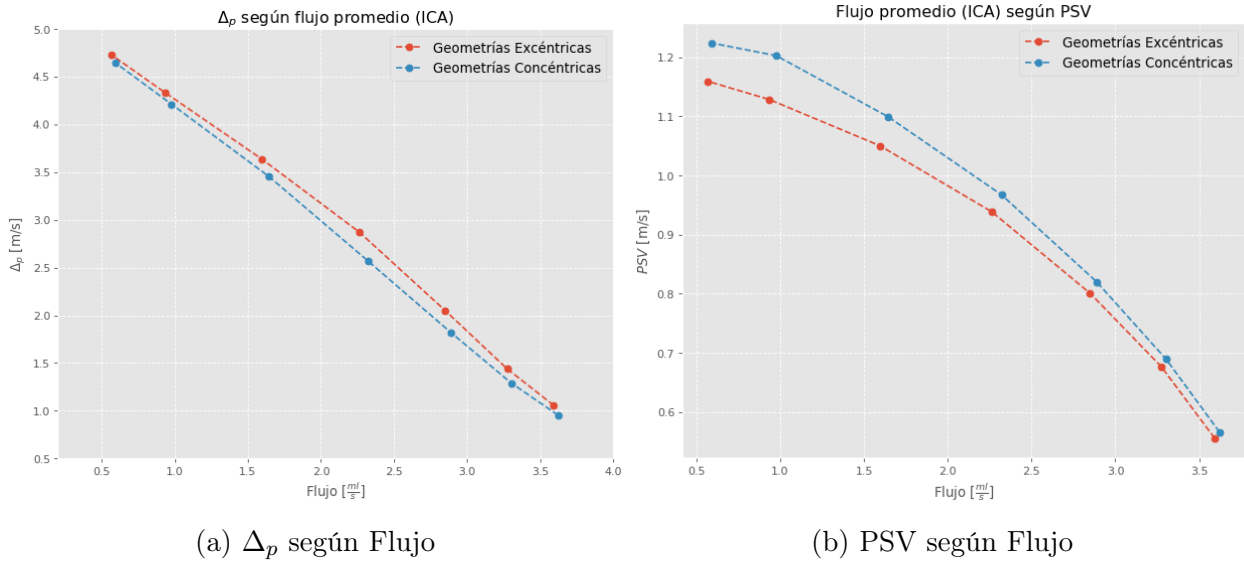 Δp según flujo promedio (ICA)
Geometrías Excéntricas
Geometrías Concéntricas
5.0
4.5
4.0
3.5
3.0
2.5
2.0
1.5
1.0
0.5
Δp [m/s]
0.5 1.0 1.5 2.0 2.5 3.0 3.5 4.0
Flujo [ml/s]
(a) Δp según Flujo
Flujo promedio (ICA) según PSV
Geometrías Excéntricas
Geometrías Concéntricas
1.2
1.1
1.0
0.9
0.8
0.7
0.6
PSV [m/s]
0.5 1.0 1.5 2.0 2.5 3.0 3.5
Flujo [ml/s]
(b) PSV según Flujo